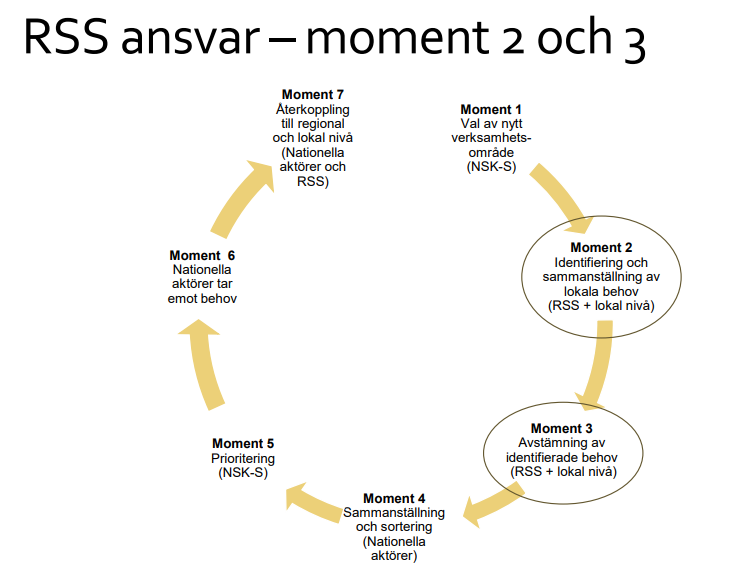 RSS ansvar – moment 2 och 3
Moment 1
Val av nytt
verksamhets-
område
(NSK-S)
Moment 2
Identifiering och
sammanställning av
lokala behov
(RSS + lokal nivå)
Moment 3
Avstämning av
identifierade behov
(RSS + lokal nivå)
Moment 4
Sammanställning
och sortering
(Nationella
aktörer)
Moment 5
Prioritering
(NSK-S)
Moment  6
Nationella
aktörer tar
emot behov
Moment 7
Återkoppling
till regional
och lokal nivå
(Nationella
aktörer och
RSS)